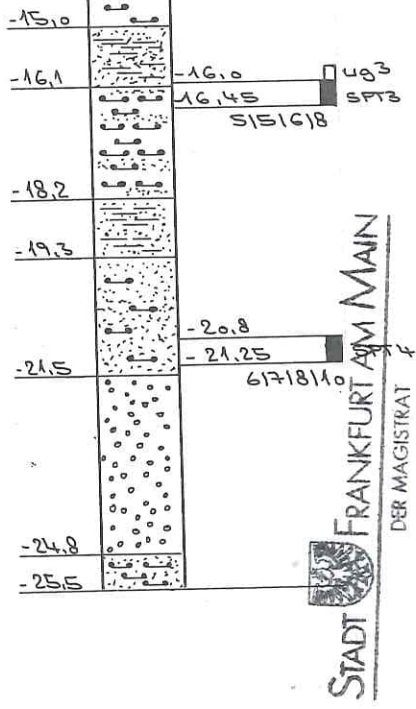 -15,0
-16,1
-16,0
ug3
16,45
SPT3
5|5|6|8
-18,2
-19,3
-20,8
-21,25
SPT4
-21,5
6|7|8|10
-24,8
-25,5
STADT FRANKFURT AM MAIN
DER MAGISTRAT